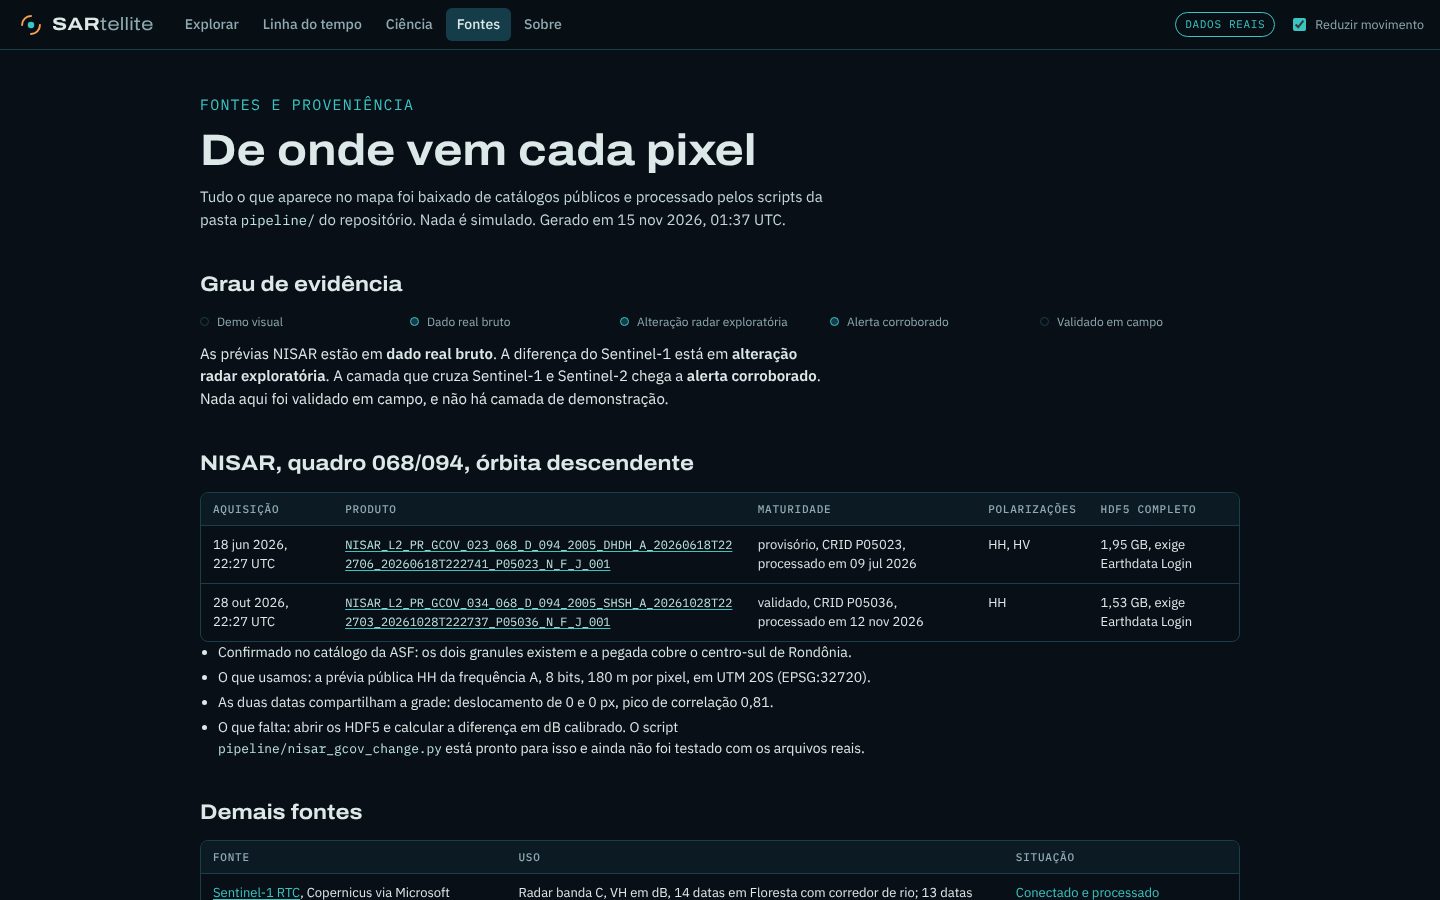 SARtellite Explorar Linha do tempo Ciência Fontes Sobre DADOS REAIS Reduzir movimento
FONTES E PROVENIÊNCIA
De onde vem cada pixel
Tudo o que aparece no mapa foi baixado de catálogos públicos e processado pelos scripts da
pasta pipeline/ do repositório. Nada é simulado. Gerado em 15 nov 2026, 01:37 UTC.
Grau de evidência
Demo visual Dado real bruto Alteração radar exploratória Alerta corroborado Validado em campo
As prévias NISAR estão em dado real bruto. A diferença do Sentinel-1 está em alteração
radar exploratória. A camada que cruza Sentinel-1 e Sentinel-2 chega a alerta corroborado.
Nada aqui foi validado em campo, e não há camada de demonstração.
NISAR, quadro 068/094, órbita descendente
AQUISIÇÃO PRODUTO MATURIDADE POLARIZAÇÕES HDF5 COMPLETO
18 jun 2026, NISAR_L2_PR_GCOV_023_068_D_094_2005_DHDH_A_20260618T22 provisório, CRID P05023, HH, HV 1,95 GB, exige
22:27 UTC 2706_20260618T222741_P05023_N_F_J_001 processado em 09 jul 2026 Earthdata Login
28 out 2026, NISAR_L2_PR_GCOV_034_068_D_094_2005_SHSH_A_20261028T22 validado, CRID P05036, HH 1,53 GB, exige
22:27 UTC 2703_20261028T222737_P05036_N_F_J_001 processado em 12 nov 2026 Earthdata Login
• Confirmado no catálogo da ASF: os dois granules existem e a pegada cobre o centro-sul de Rondônia.
• O que usamos: a prévia pública HH da frequência A, 8 bits, 180 m por pixel, em UTM 20S (EPSG:32720).
• As duas datas compartilham a grade: deslocamento de 0 e 0 px, pico de correlação 0,81.
• O que falta: abrir os HDF5 e calcular a diferença em dB calibrado. O script
pipeline/nisar_gcov_change.py está pronto para isso e ainda não foi testado com os arquivos reais.
Demais fontes
FONTE USO SITUAÇÃO
Sentinel-1 RTC, Copernicus via Microsoft Radar banda C, VH em dB, 14 datas em Floresta com corredor de rio; 13 datas Conectado e processado